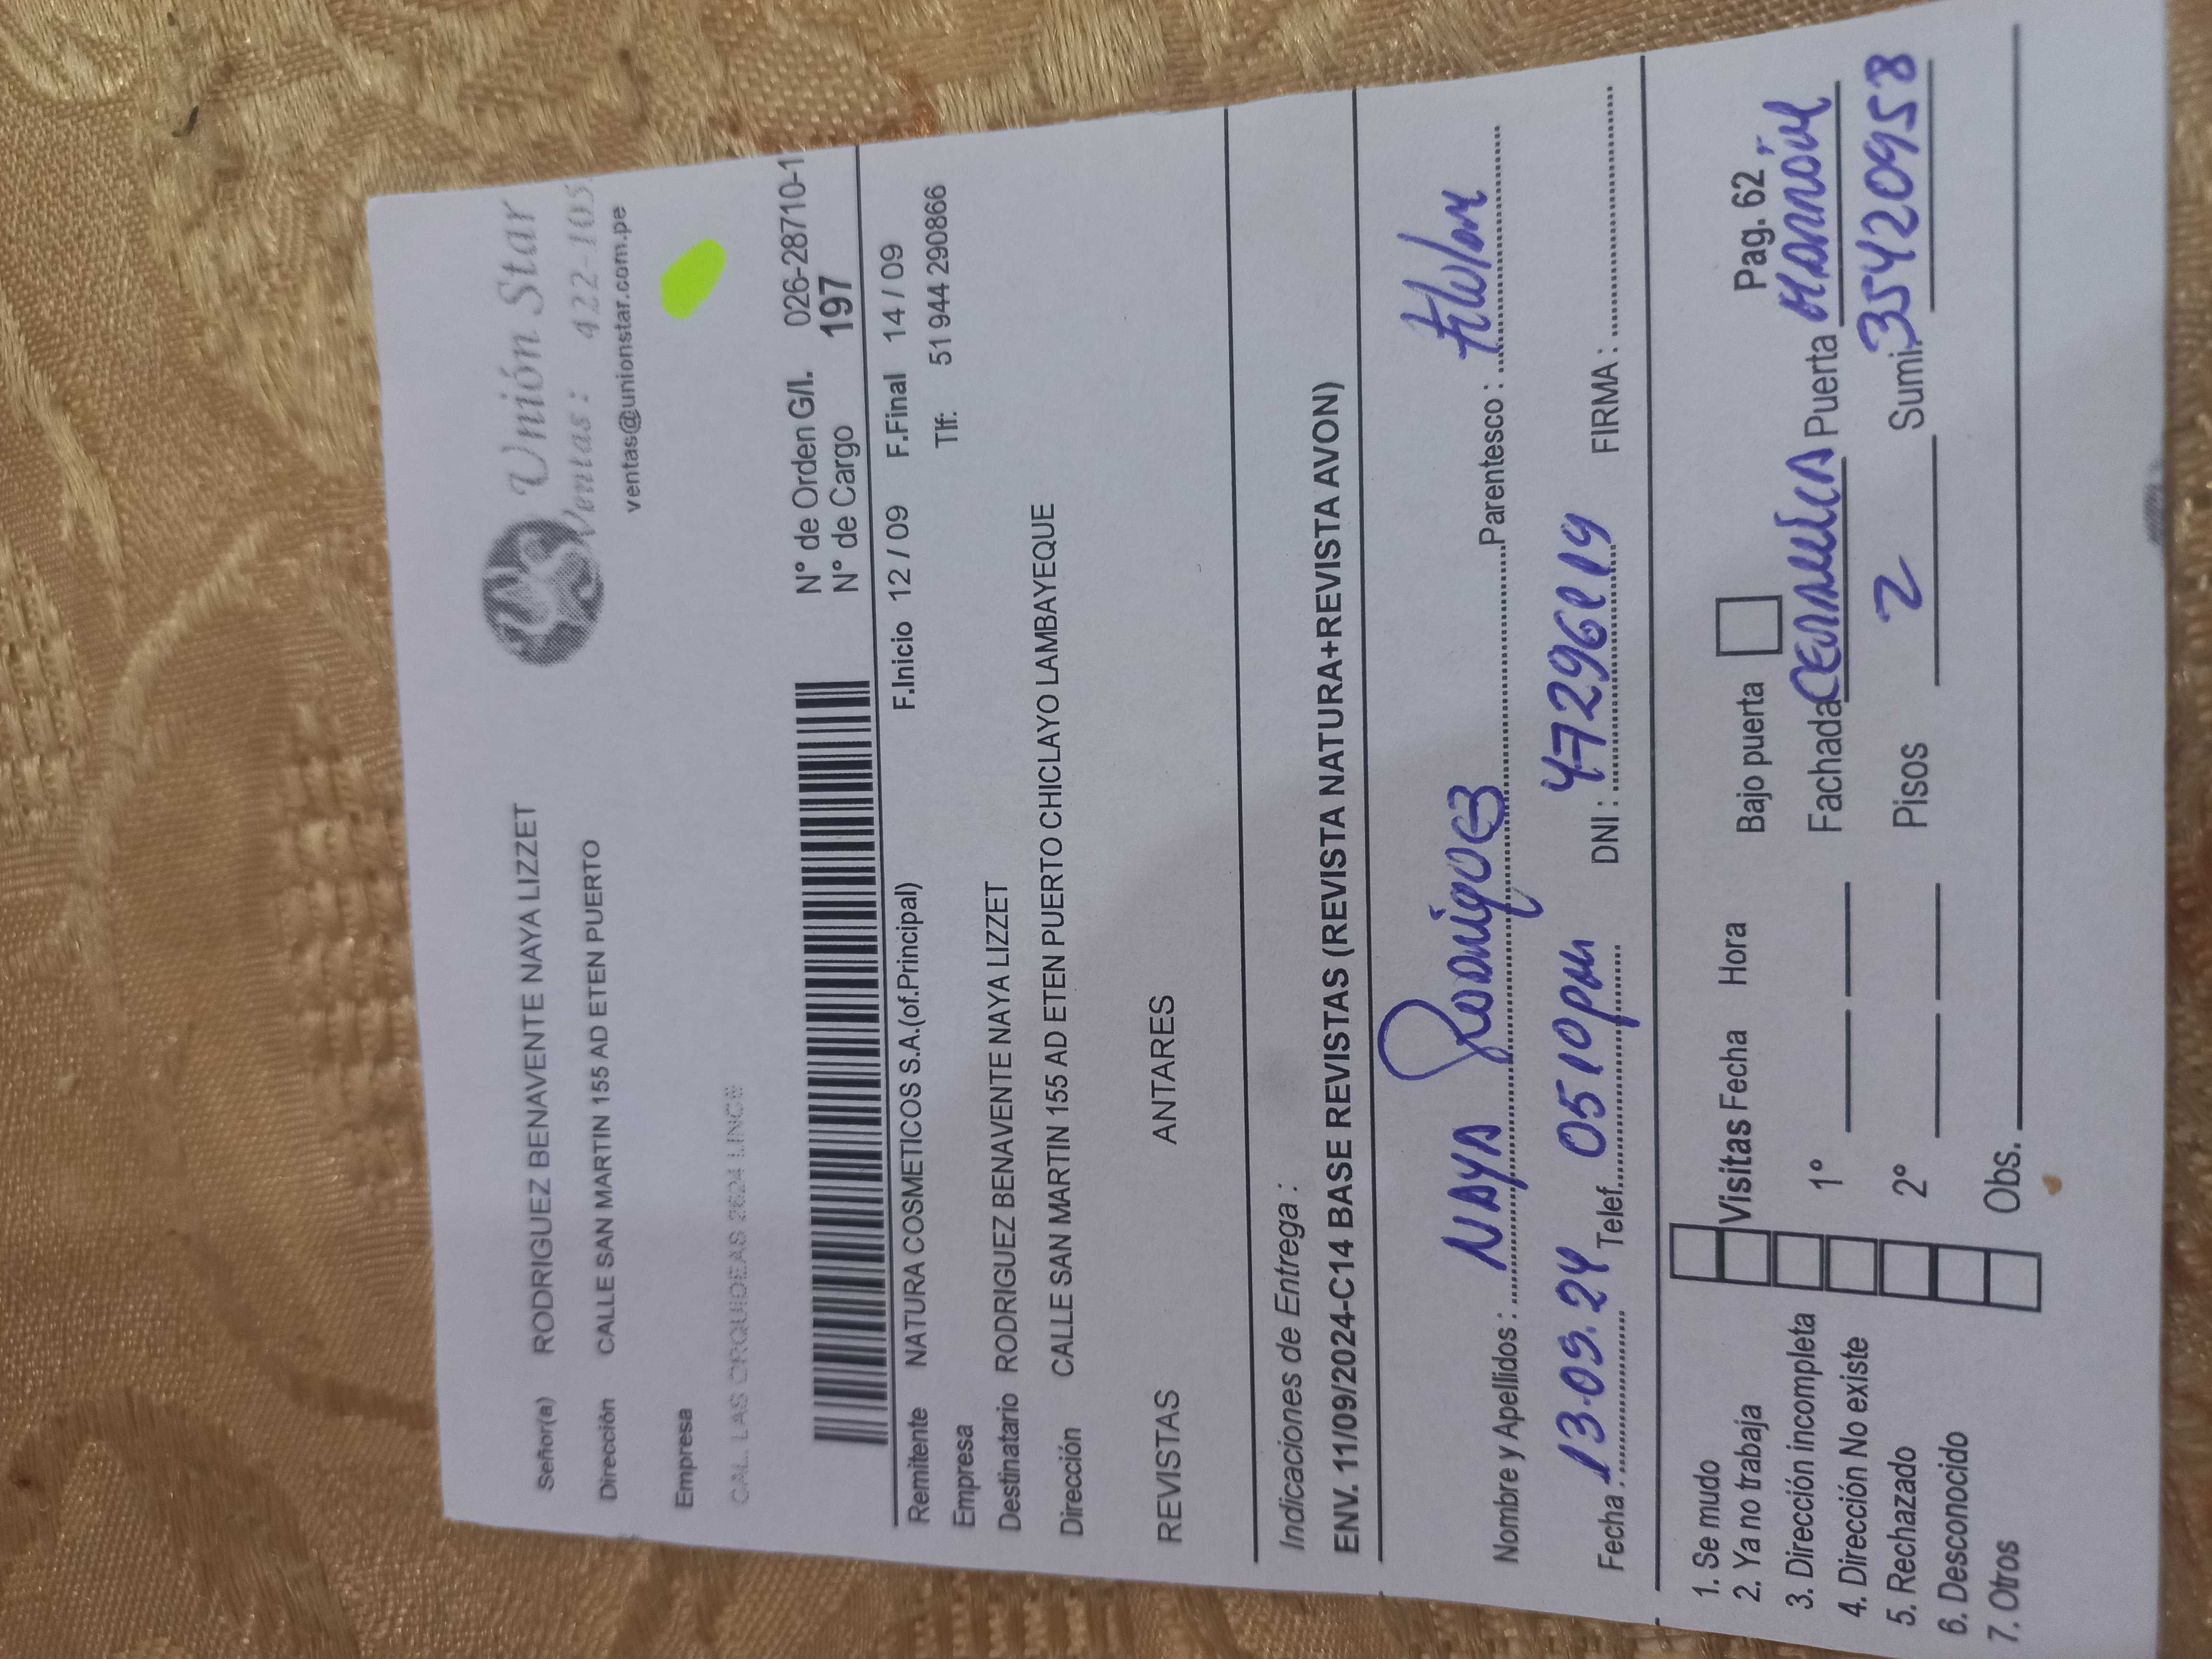 Unión Star
Ventas: 422-105
ventas@unionstar.com.pe
Señor(a) RODRIGUEZ BENAVENTE NAYA LIZZET
Dirección CALLE SAN MARTIN 155 AD ETEN PUERTO
Empresa
CAL. LAS ORQUIDEAS 2624 LINCE
N° de Orden G/I. 026-28710-1
N° de Cargo 197
Remitente NATURA COSMETICOS S.A.(of.Principal) F.Inicio 12 / 09 F.Final 14 / 09
Empresa Tlf: 51 944 290866
Destinatario RODRIGUEZ BENAVENTE NAYA LIZZET
Dirección CALLE SAN MARTIN 155 AD ETEN PUERTO CHICLAYO LAMBAYEQUE
REVISTAS ANTARES
Indicaciones de Entrega :
ENV. 11/09/2024-C14 BASE REVISTAS (REVISTA NATURA+REVISTA AVON)
Nombre y Apellidos : NAYA RODRIGUEZ Parentesco : titular
Fecha : 13.09.24 Telef. 0510pm DNI : FIRMA :
1. Se mudo
2. Ya no trabaja Visitas Fecha Hora Bajo puerta Pag. 62
3. Dirección incompleta 1° Fachada CERAMICA Puerta MARRÓN
4. Dirección No existe
5. Rechazado 2° Pisos 2 Sumi. 35420958
6. Desconocido
7. Otros Obs.